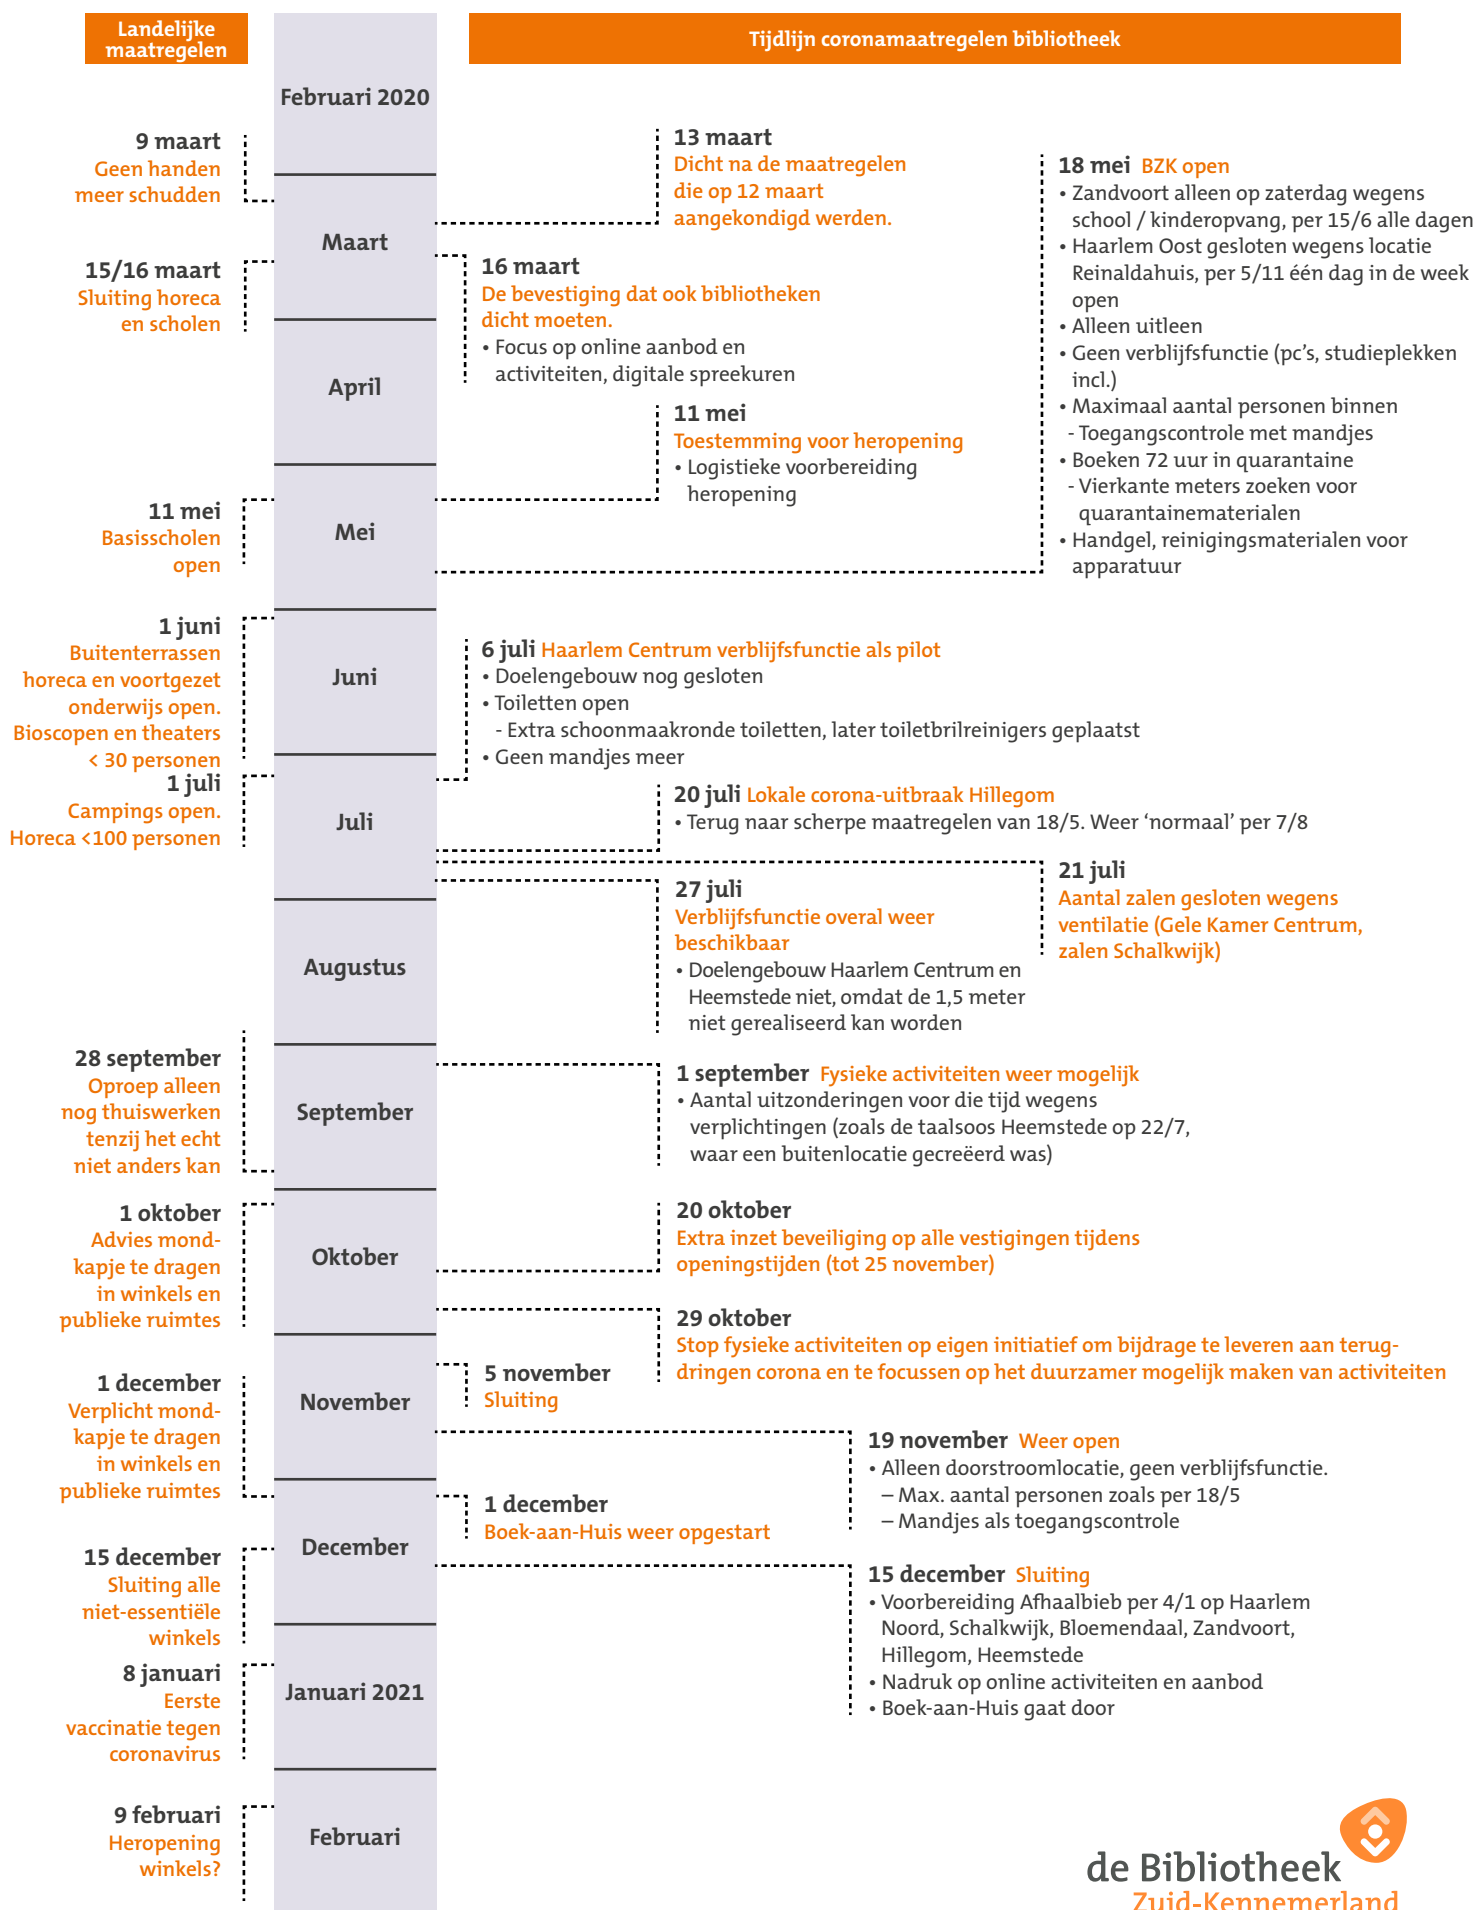 Landelijke
maatregelen
Tijdlijn coronamaatregelen bibliotheek
Februari 2020
Maart
April
Mei
Juni
Juli
Augustus
September
Oktober
November
December
Januari 2021
Februari
9 maart
Geen handen
meer schudden
15/16 maart
Sluiting horeca
en scholen
11 mei
Basisscholen
open
1 juni
Buitenterrassen
horeca en voortgezet
onderwijs open.
Bioscopen en theaters
< 30 personen
1 juli
Campings open.
Horeca <100 personen
28 september
Oproep alleen
nog thuiswerken
tenzij het echt
niet anders kan
1 oktober
Advies mond-
kapje te dragen
in winkels en
publieke ruimtes
1 december
Verplicht mond-
kapje te dragen
in winkels en
publieke ruimtes
15 december
Sluiting alle
niet-essentiële
winkels
8 januari
Eerste
vaccinatie tegen
coronavirus
9 februari
Heropening
winkels?
13 maart
Dicht na de maatregelen
die op 12 maart
aangekondigd werden.
16 maart
De bevestiging dat ook bibliotheken
dicht moeten.
• Focus op online aanbod en
activiteiten, digitale spreekuren
11 mei
Toestemming voor heropening
• Logistieke voorbereiding
heropening
18 mei BZK open
• Zandvoort alleen op zaterdag wegens
school / kinderopvang, per 15/6 alle dagen
• Haarlem Oost gesloten wegens locatie
Reinaldahuis, per 5/11 één dag in de week
open
• Alleen uitleen
• Geen verblijfsfunctie (pc’s, studieplekken
incl.)
• Maximaal aantal personen binnen
- Toegangscontrole met mandjes
• Boeken 72 uur in quarantaine
- Vierkante meters zoeken voor
quarantainematerialen
• Handgel, reinigingsmaterialen voor
apparatuur
6 juli Haarlem Centrum verblijfsfunctie als pilot
• Doelengebouw nog gesloten
• Toiletten open
- Extra schoonmaakronde toiletten, later toiletbrilreinigers geplaatst
• Geen mandjes meer
20 juli Lokale corona-uitbraak Hillegom
• Terug naar scherpe maatregelen van 18/5. Weer ‘normaal’ per 7/8
21 juli
Aantal zalen gesloten wegens
ventilatie (Gele Kamer Centrum,
zalen Schalkwijk)
27 juli
Verblijfsfunctie overal weer
beschikbaar
• Doelengebouw Haarlem Centrum en
Heemstede niet, omdat de 1,5 meter
niet gerealiseerd kan worden
1 september Fysieke activiteiten weer mogelijk
• Aantal uitzonderingen voor die tijd wegens
verplichtingen (zoals de taalsoos Heemstede op 22/7,
waar een buitenlocatie gecreëerd was)
20 oktober
Extra inzet beveiliging op alle vestigingen tijdens
openingstijden (tot 25 november)
29 oktober
Stop fysieke activiteiten op eigen initiatief om bijdrage te leveren aan terug-
dringen corona en te focussen op het duurzamer mogelijk maken van activiteiten
5 november
Sluiting
19 november Weer open
• Alleen doorstroomlocatie, geen verblijfsfunctie.
– Max. aantal personen zoals per 18/5
– Mandjes als toegangscontrole
1 december
Boek-aan-Huis weer opgestart
15 december Sluiting
• Voorbereiding Afhaalbieb per 4/1 op Haarlem
Noord, Schalkwijk, Bloemendaal, Zandvoort,
Hillegom, Heemstede
• Nadruk op online activiteiten en aanbod
• Boek-aan-Huis gaat door
de Bibliotheek
Zuid-Kennemerland